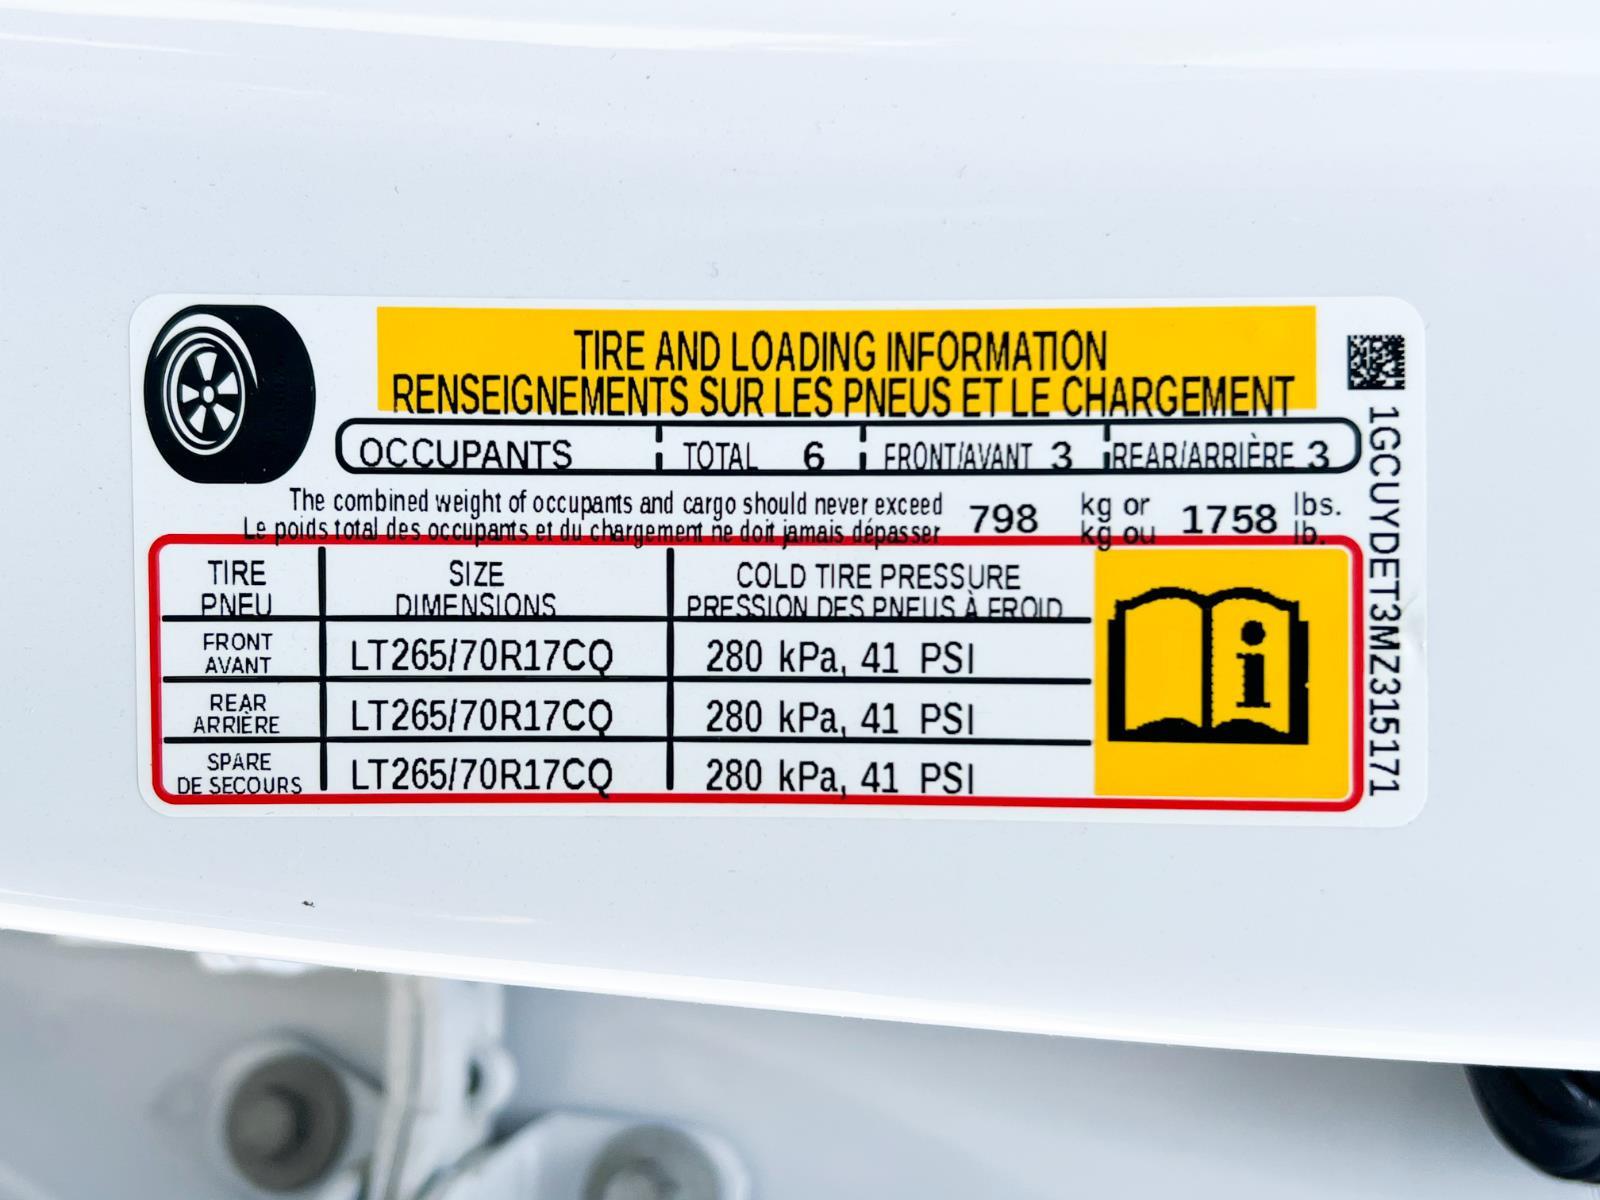 TIRE AND LOADING INFORMATION
RENSEIGNEMENTS SUR LES PNEUS ET LE CHARGEMENT
OCCUPANTS TOTAL 6 FRONT/AVANT 3 REAR/ARRIÈRE 3
The combined weight of occupants and cargo should never exceed 798 kg or 1758 lbs.
Le poids total des occupants et du chargement ne doit jamais dépasser kg ou lb.
TIRE SIZE COLD TIRE PRESSURE
PNEU DIMENSIONS PRESSION DES PNEUS À FROID
FRONT
AVANT LT265/70R17CQ 280 kPa, 41 PSI
REAR
ARRIÈRE LT265/70R17CQ 280 kPa, 41 PSI
SPARE
DE SECOURS LT265/70R17CQ 280 kPa, 41 PSI
1GCUYDET3MZ315171